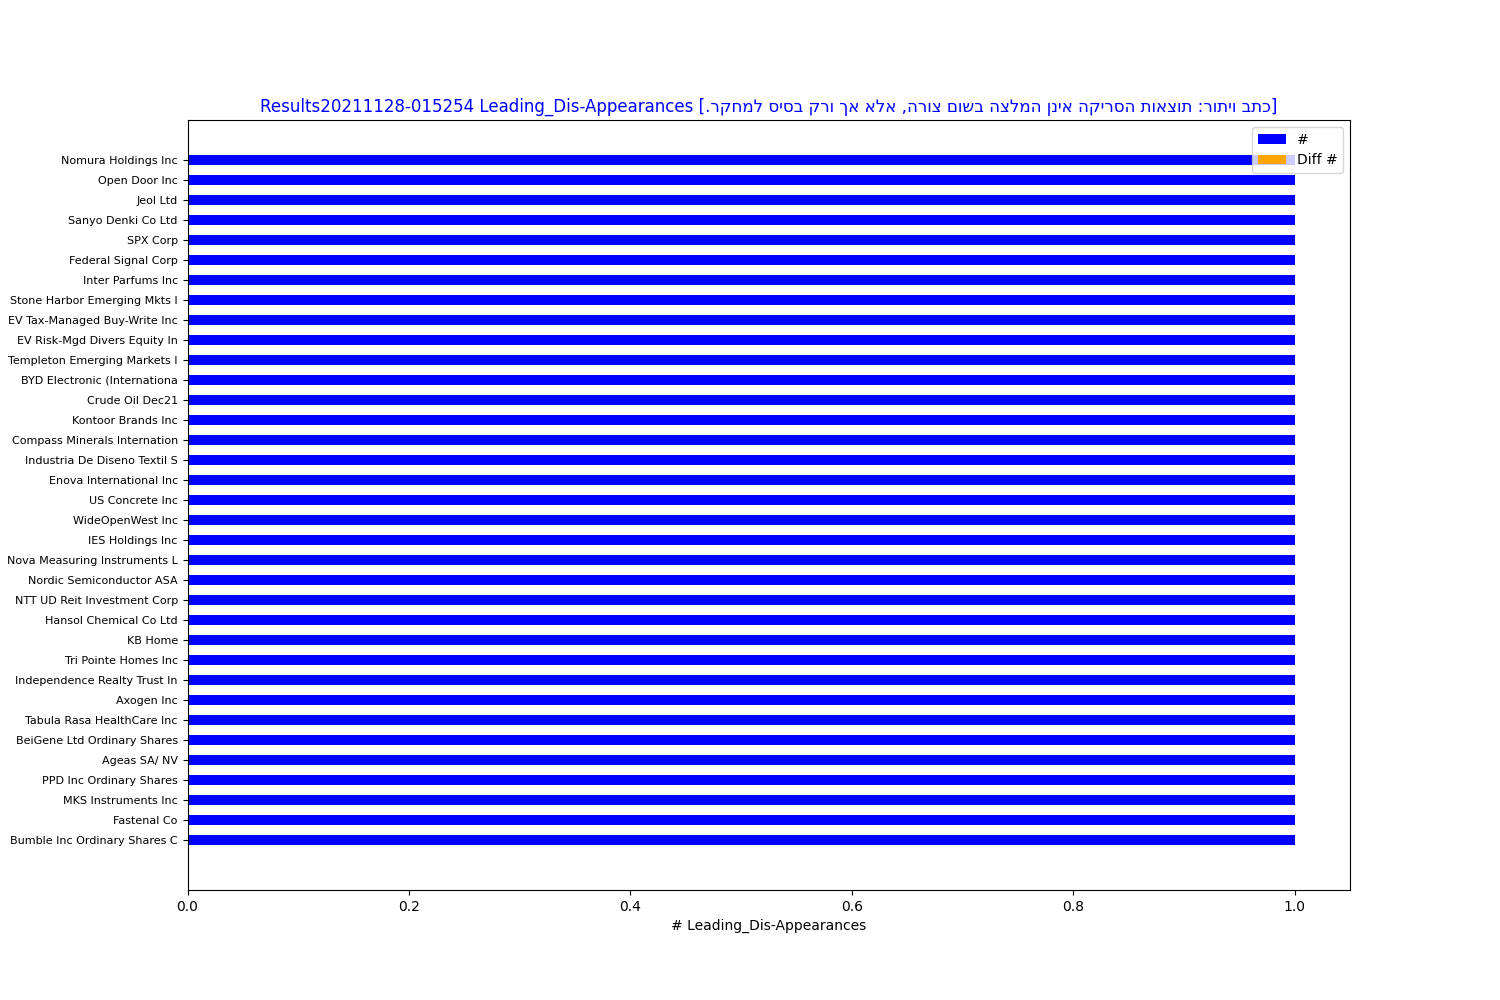 Results20211128-015254 Leading_Dis-Appearances [כתב ויתור: תוצאות הסריקה אינן המלצה בשום צורה, אלא אך ורק בסיס למחקר.]
#
Diff #
Nomura Holdings Inc
Open Door Inc
Jeol Ltd
Sanyo Denki Co Ltd
SPX Corp
Federal Signal Corp
Inter Parfums Inc
Stone Harbor Emerging Mkts I
EV Tax-Managed Buy-Write Inc
EV Risk-Mgd Divers Equity In
Templeton Emerging Markets I
BYD Electronic (Internationa
Crude Oil Dec21
Kontoor Brands Inc
Compass Minerals Internation
Industria De Diseno Textil S
Enova International Inc
US Concrete Inc
WideOpenWest Inc
IES Holdings Inc
Nova Measuring Instruments L
Nordic Semiconductor ASA
NTT UD Reit Investment Corp
Hansol Chemical Co Ltd
KB Home
Tri Pointe Homes Inc
Independence Realty Trust In
Axogen Inc
Tabula Rasa HealthCare Inc
BeiGene Ltd Ordinary Shares
Ageas SA/ NV
PPD Inc Ordinary Shares
MKS Instruments Inc
Fastenal Co
Bumble Inc Ordinary Shares C
0.0 0.2 0.4 0.6 0.8 1.0
# Leading_Dis-Appearances